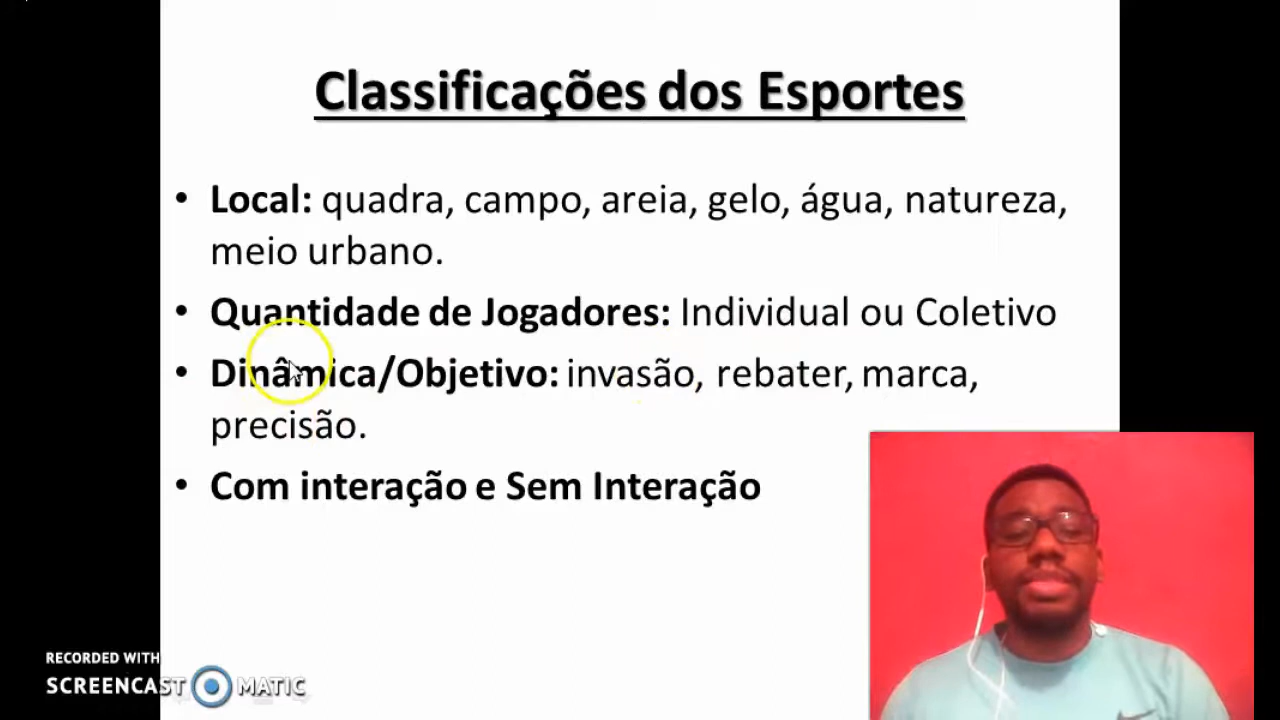 Classificações dos Esportes
• Local: quadra, campo, areia, gelo, água, natureza,
meio urbano.
• Quantidade de Jogadores: Individual ou Coletivo
• Dinâmica/Objetivo: invasão, rebater, marca,
precisão.
• Com interação e Sem Interação
RECORDED WITH
SCREENCAST MATIC